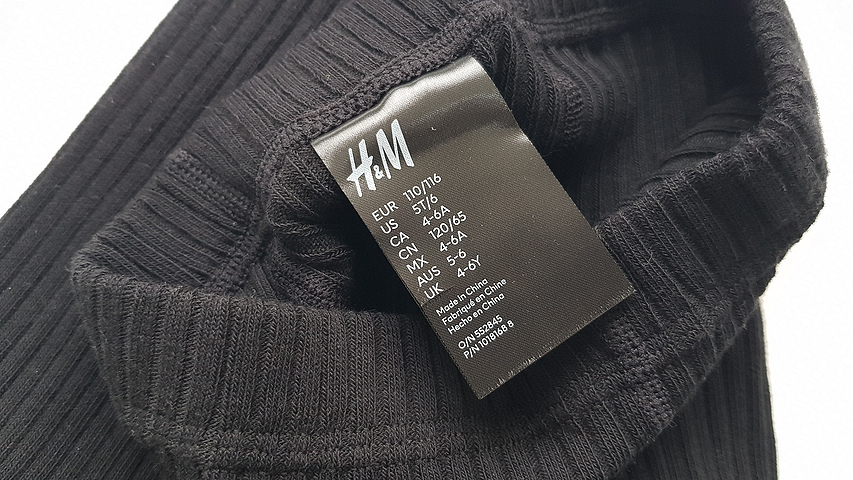 H&M
EUR 110/116
US 5T/6
CA 4-6A
CN 120/65
MX 4-6A
AUS 5-6
UK 4-6Y
Made in China
Fabriqué en Chine
Hecho en China
O/N 552845
P/N 1018168 8